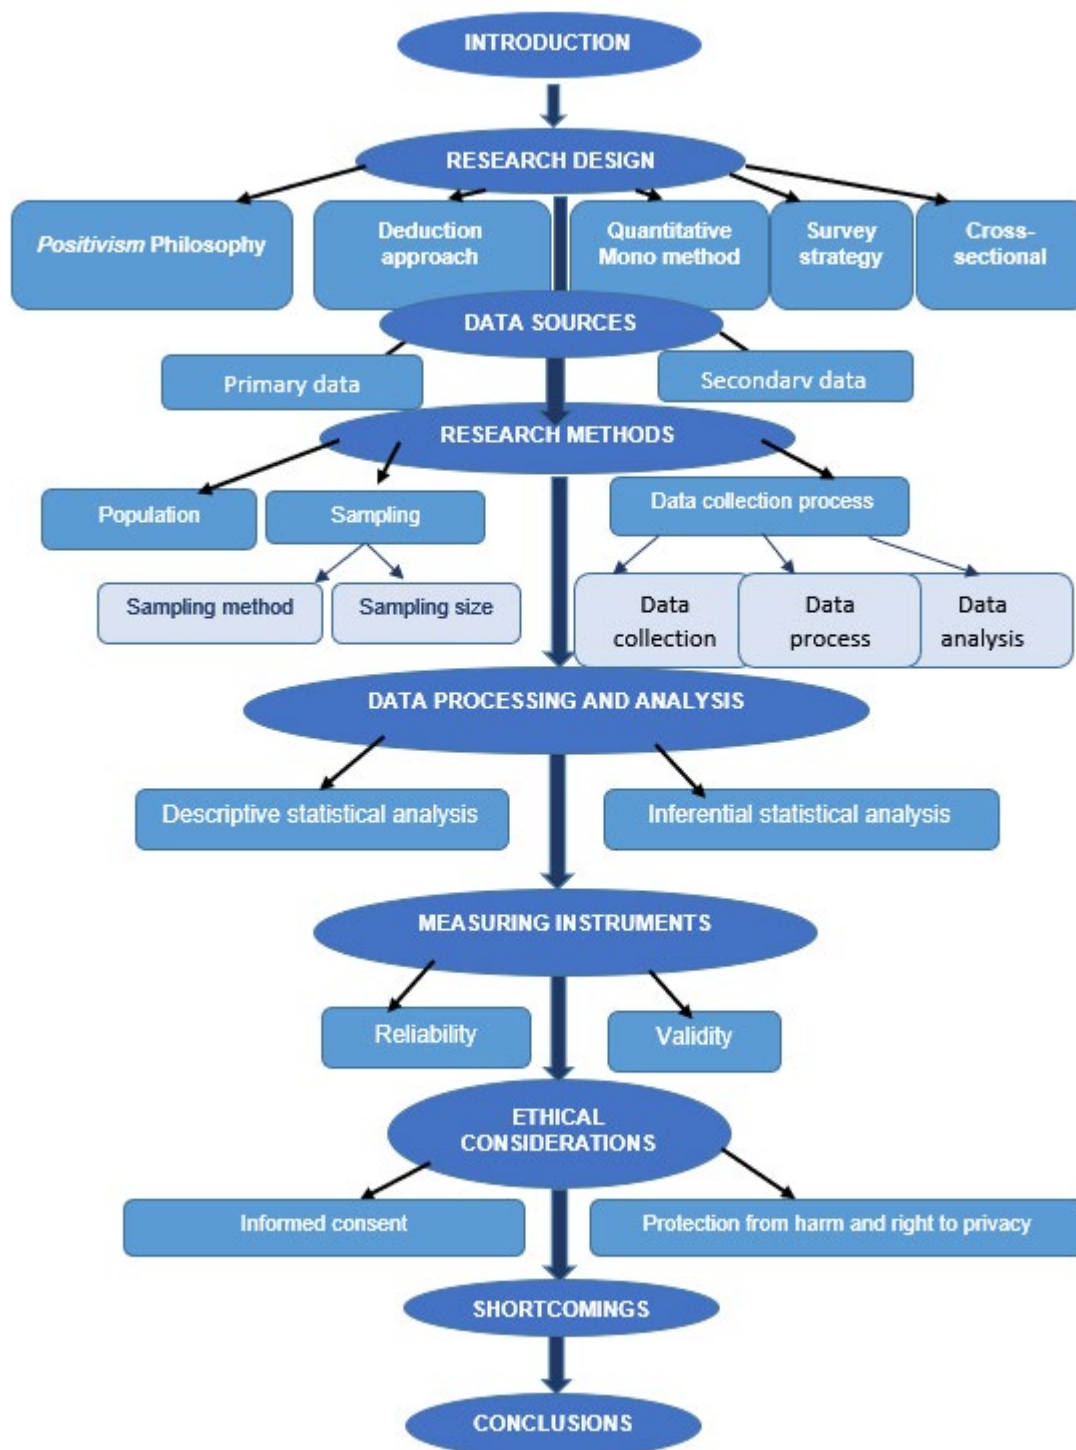 INTRODUCTION
RESEARCH DESIGN
Positivism Philosophy
Deduction
approach
Quantitative
Mono method
Survey
strategy
Cross-
sectional
DATA SOURCES
Primary data
Secondary data
RESEARCH METHODS
Population
Sampling
Data collection process
Sampling method
Sampling size
Data
collection
Data
process
Data
analysis
DATA PROCESSING AND ANALYSIS
Descriptive statistical analysis
Inferential statistical analysis
MEASURING INSTRUMENTS
Reliability
Validity
ETHICAL
CONSIDERATIONS
Informed consent
Protection from harm and right to privacy
SHORTCOMINGS
CONCLUSIONS